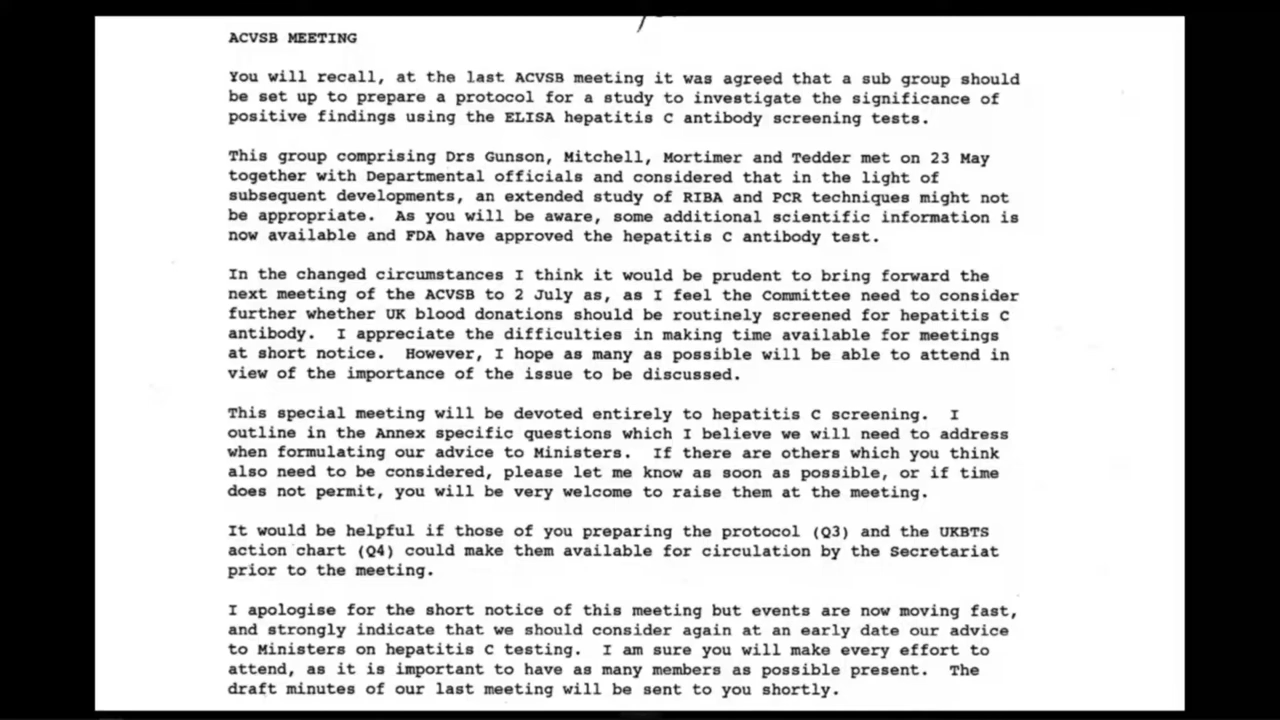 ACVSB MEETING
You will recall, at the last ACVSB meeting it was agreed that a sub group should
be set up to prepare a protocol for a study to investigate the significance of
positive findings using the ELISA hepatitis C antibody screening tests.
This group comprising Drs Gunson, Mitchell, Mortimer and Tedder met on 23 May
together with Departmental officials and considered that in the light of
subsequent developments, an extended study of RIBA and PCR techniques might not
be appropriate. As you will be aware, some additional scientific information is
now available and FDA have approved the hepatitis C antibody test.
In the changed circumstances I think it would be prudent to bring forward the
next meeting of the ACVSB to 2 July as, as I feel the Committee need to consider
further whether UK blood donations should be routinely screened for hepatitis C
antibody. I appreciate the difficulties in making time available for meetings
at short notice. However, I hope as many as possible will be able to attend in
view of the importance of the issue to be discussed.
This special meeting will be devoted entirely to hepatitis C screening. I
outline in the Annex specific questions which I believe we will need to address
when formulating our advice to Ministers. If there are others which you think
also need to be considered, please let me know as soon as possible, or if time
does not permit, you will be very welcome to raise them at the meeting.
It would be helpful if those of you preparing the protocol (Q3) and the UKBTS
action chart (Q4) could make them available for circulation by the Secretariat
prior to the meeting.
I apologise for the short notice of this meeting but events are now moving fast,
and strongly indicate that we should consider again at an early date our advice
to Ministers on hepatitis C testing. I am sure you will make every effort to
attend, as it is important to have as many members as possible present. The
draft minutes of our last meeting will be sent to you shortly.